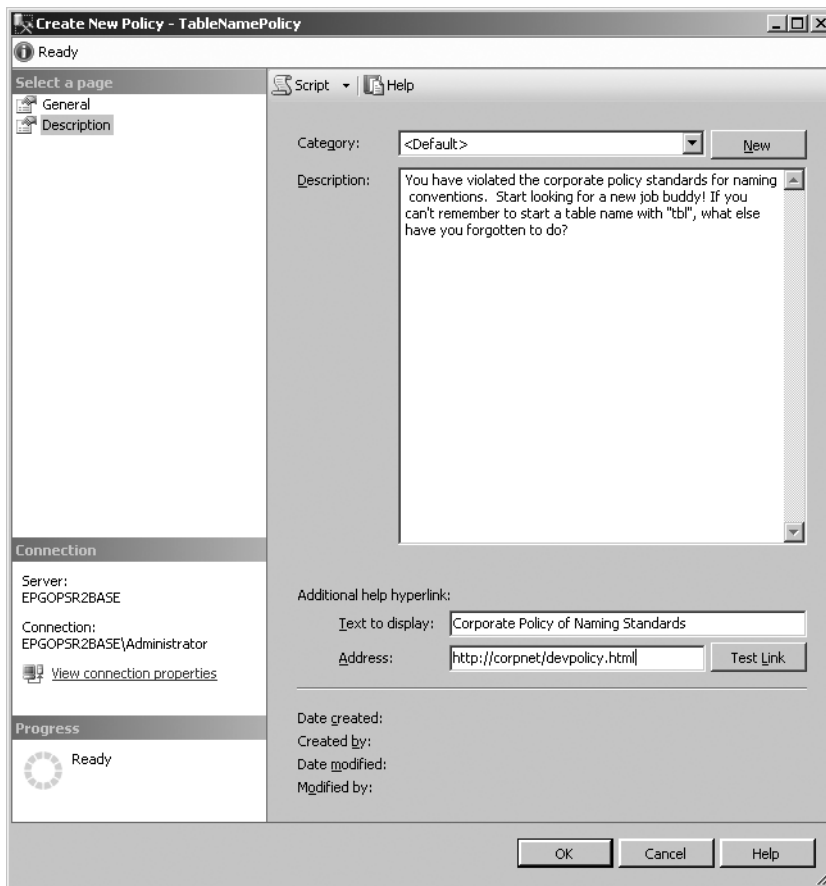 Create New Policy - TableNamePolicy
Ready
Select a page
General
Description
Script
Help
Category:
<Default>
New
Description:
You have violated the corporate policy standards for naming
conventions. Start looking for a new job buddy! If you
can't remember to start a table name with "tbl", what else
have you forgotten to do?
Connection
Server:
EPGOPSR2BASE
Connection:
EPGOPSR2BASE\Administrator
View connection properties
Progress
Ready
Additional help hyperlink:
Text to display:
Corporate Policy of Naming Standards
Address:
http://corpnet/devpolicy.html
Test Link
Date created:
Created by:
Date modified:
Modified by:
OK
Cancel
Help